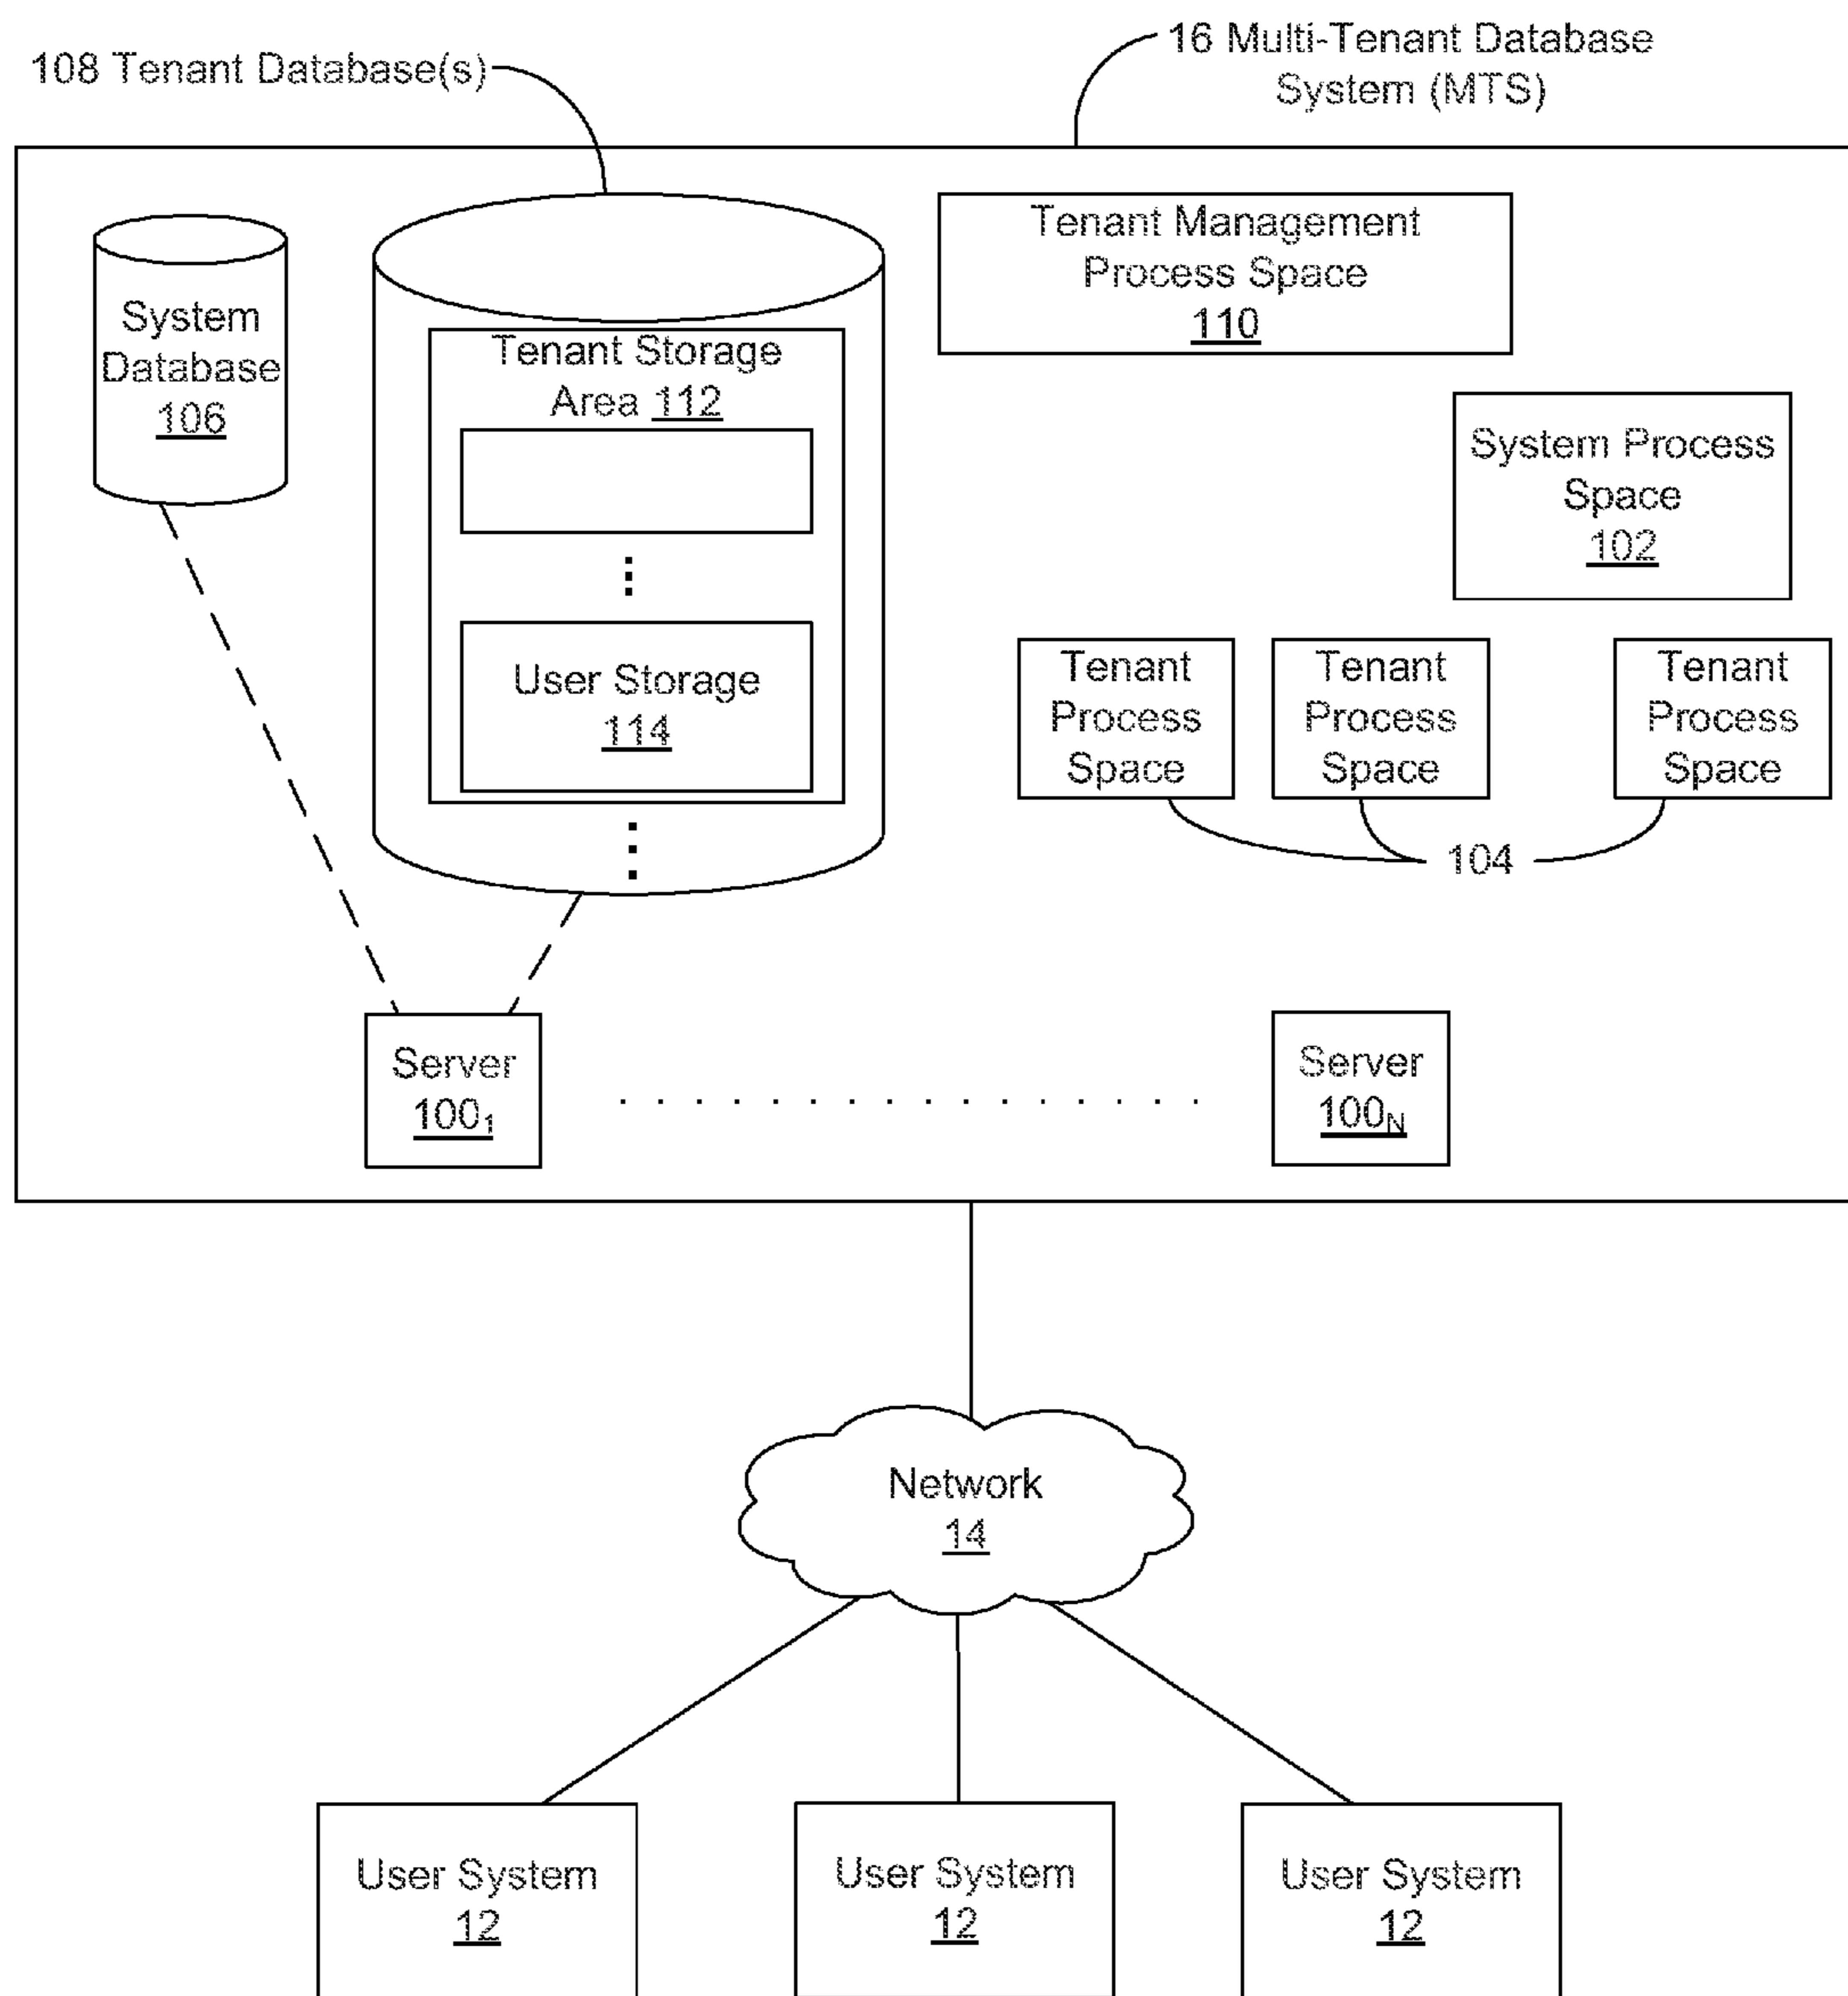 108 Tenant Database(s)
16 Multi-Tenant Database
System (MTS)
System
Database
106
Tenant Storage
Area 112
User Storage
114
Tenant Management
Process Space
110
System Process
Space
102
Tenant
Process
Space
Tenant
Process
Space
Tenant
Process
Space
104
Server
100₁
Server
100N
Network
14
User System
12
User System
12
User System
12